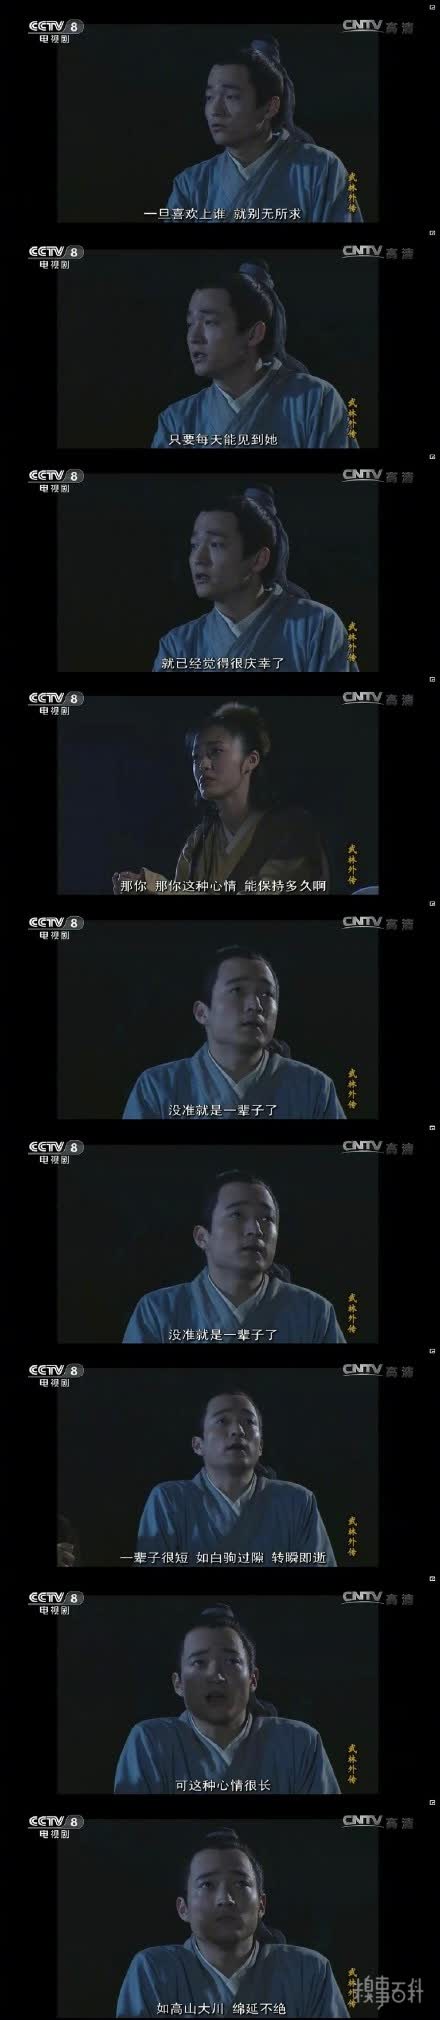 CCTV 8
电视剧
CNTV 高清
武林外传
一旦喜欢上谁 就别无所求
CCTV 8
CNTV 高清
武林外传
只要每天能见到她
CCTV 8
电视剧
CNTV 高清
武林外传
就已经觉得很庆幸了
CCTV 8
电视剧
CNTV 高清
武林外传
那你 那你这种心情 能保持多久啊
CCTV 8
电视剧
CNTV 高清
武林外传
没准就是一辈子了
CCTV 8
电视剧
CNTV 高清
武林外传
没准就是一辈子了
CCTV 8
电视剧
CNTV 高清
武林外传
一辈子很短 如白驹过隙 转瞬即逝
CCTV 8
电视剧
CNTV 高清
武林外传
可这种心情很长
CCTV 8
电视剧
CNTV 高清
武林外传
如高山大川 绵延不绝
糗事百科